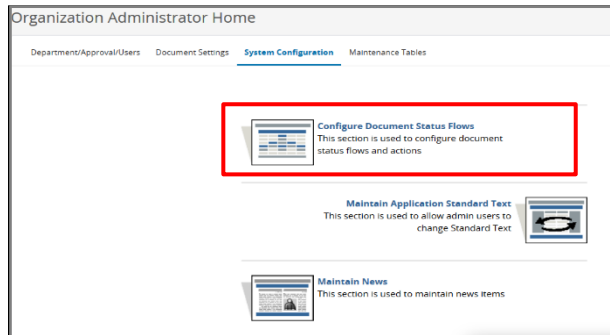 Organization Administrator Home
Department/Approval/Users Document Settings System Configuration Maintenance Tables
Configure Document Status Flows
This section is used to configure document
status flows and actions
Maintain Application Standard Text
This section is used to allow admin users to
change Standard Text
Maintain News
This section is used to maintain news items